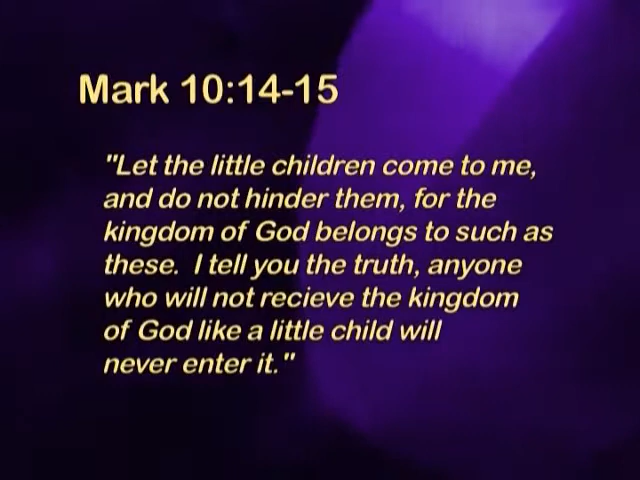 Mark 10:14-15
"Let the little children come to me,
and do not hinder them, for the
kingdom of God belongs to such as
these.  I tell you the truth, anyone
who will not recieve the kingdom
of God like a little child will
never enter it."